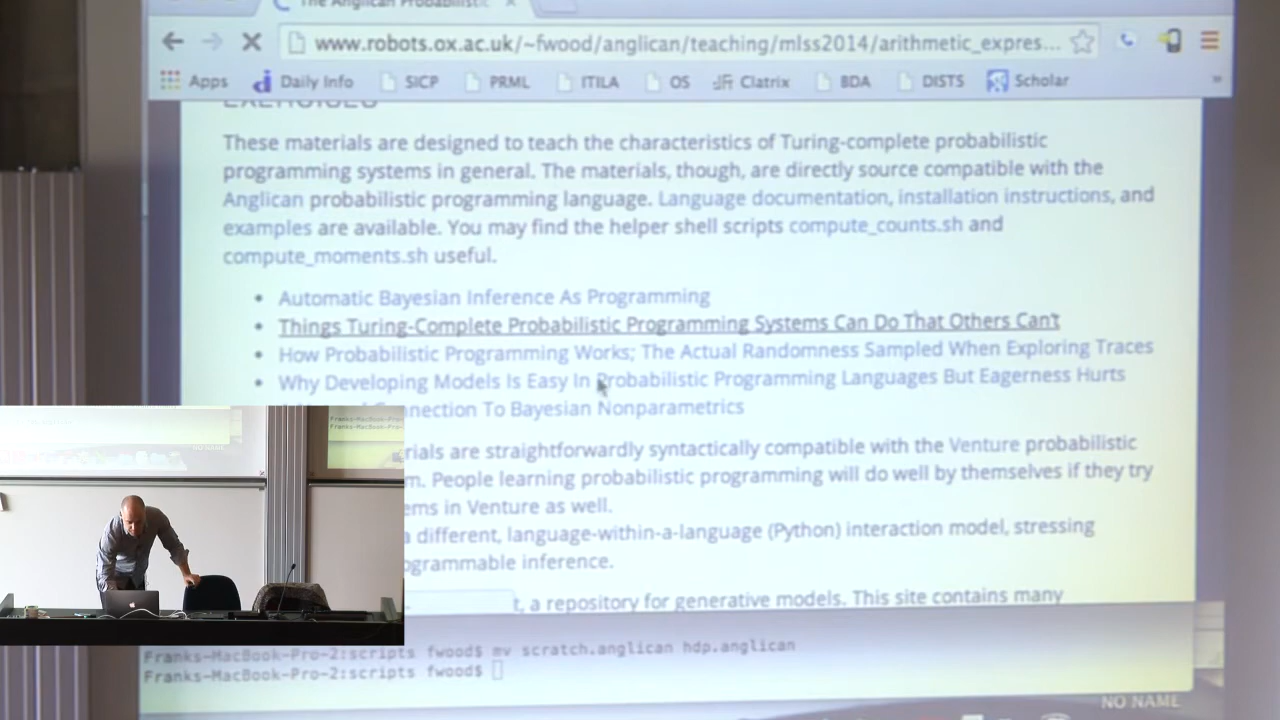 The Anglican Probabilistic
www.robots.ox.ac.uk/~fwood/anglican/teaching/mlss2014/arithmetic_expres...
Apps Daily Info SICP PRML ITILA OS Clatrix BDA DISTS Scholar »
EXERCISES
These materials are designed to teach the characteristics of Turing-complete probabilistic
programming systems in general. The materials, though, are directly source compatible with the
Anglican probabilistic programming language. Language documentation, installation instructions, and
examples are available. You may find the helper shell scripts compute_counts.sh and
compute_moments.sh useful.
• Automatic Bayesian Inference As Programming
• Things Turing-Complete Probabilistic Programming Systems Can Do That Others Can't
• How Probabilistic Programming Works; The Actual Randomness Sampled When Exploring Traces
• Why Developing Models Is Easy In Probabilistic Programming Languages But Eagerness Hurts
nnection To Bayesian Nonparametrics
rials are straightforwardly syntactically compatible with the Venture probabilistic
m. People learning probabilistic programming will do well by themselves if they try
ems in Venture as well.
a different, language-within-a-language (Python) interaction model, stressing
ogrammable inference.
t, a repository for generative models. This site contains many
Franks-MacBook-Pro-2:scripts fwood$ mv scratch.anglican hdp.anglican
Franks-MacBook-Pro-2:scripts fwood$
NO NAME